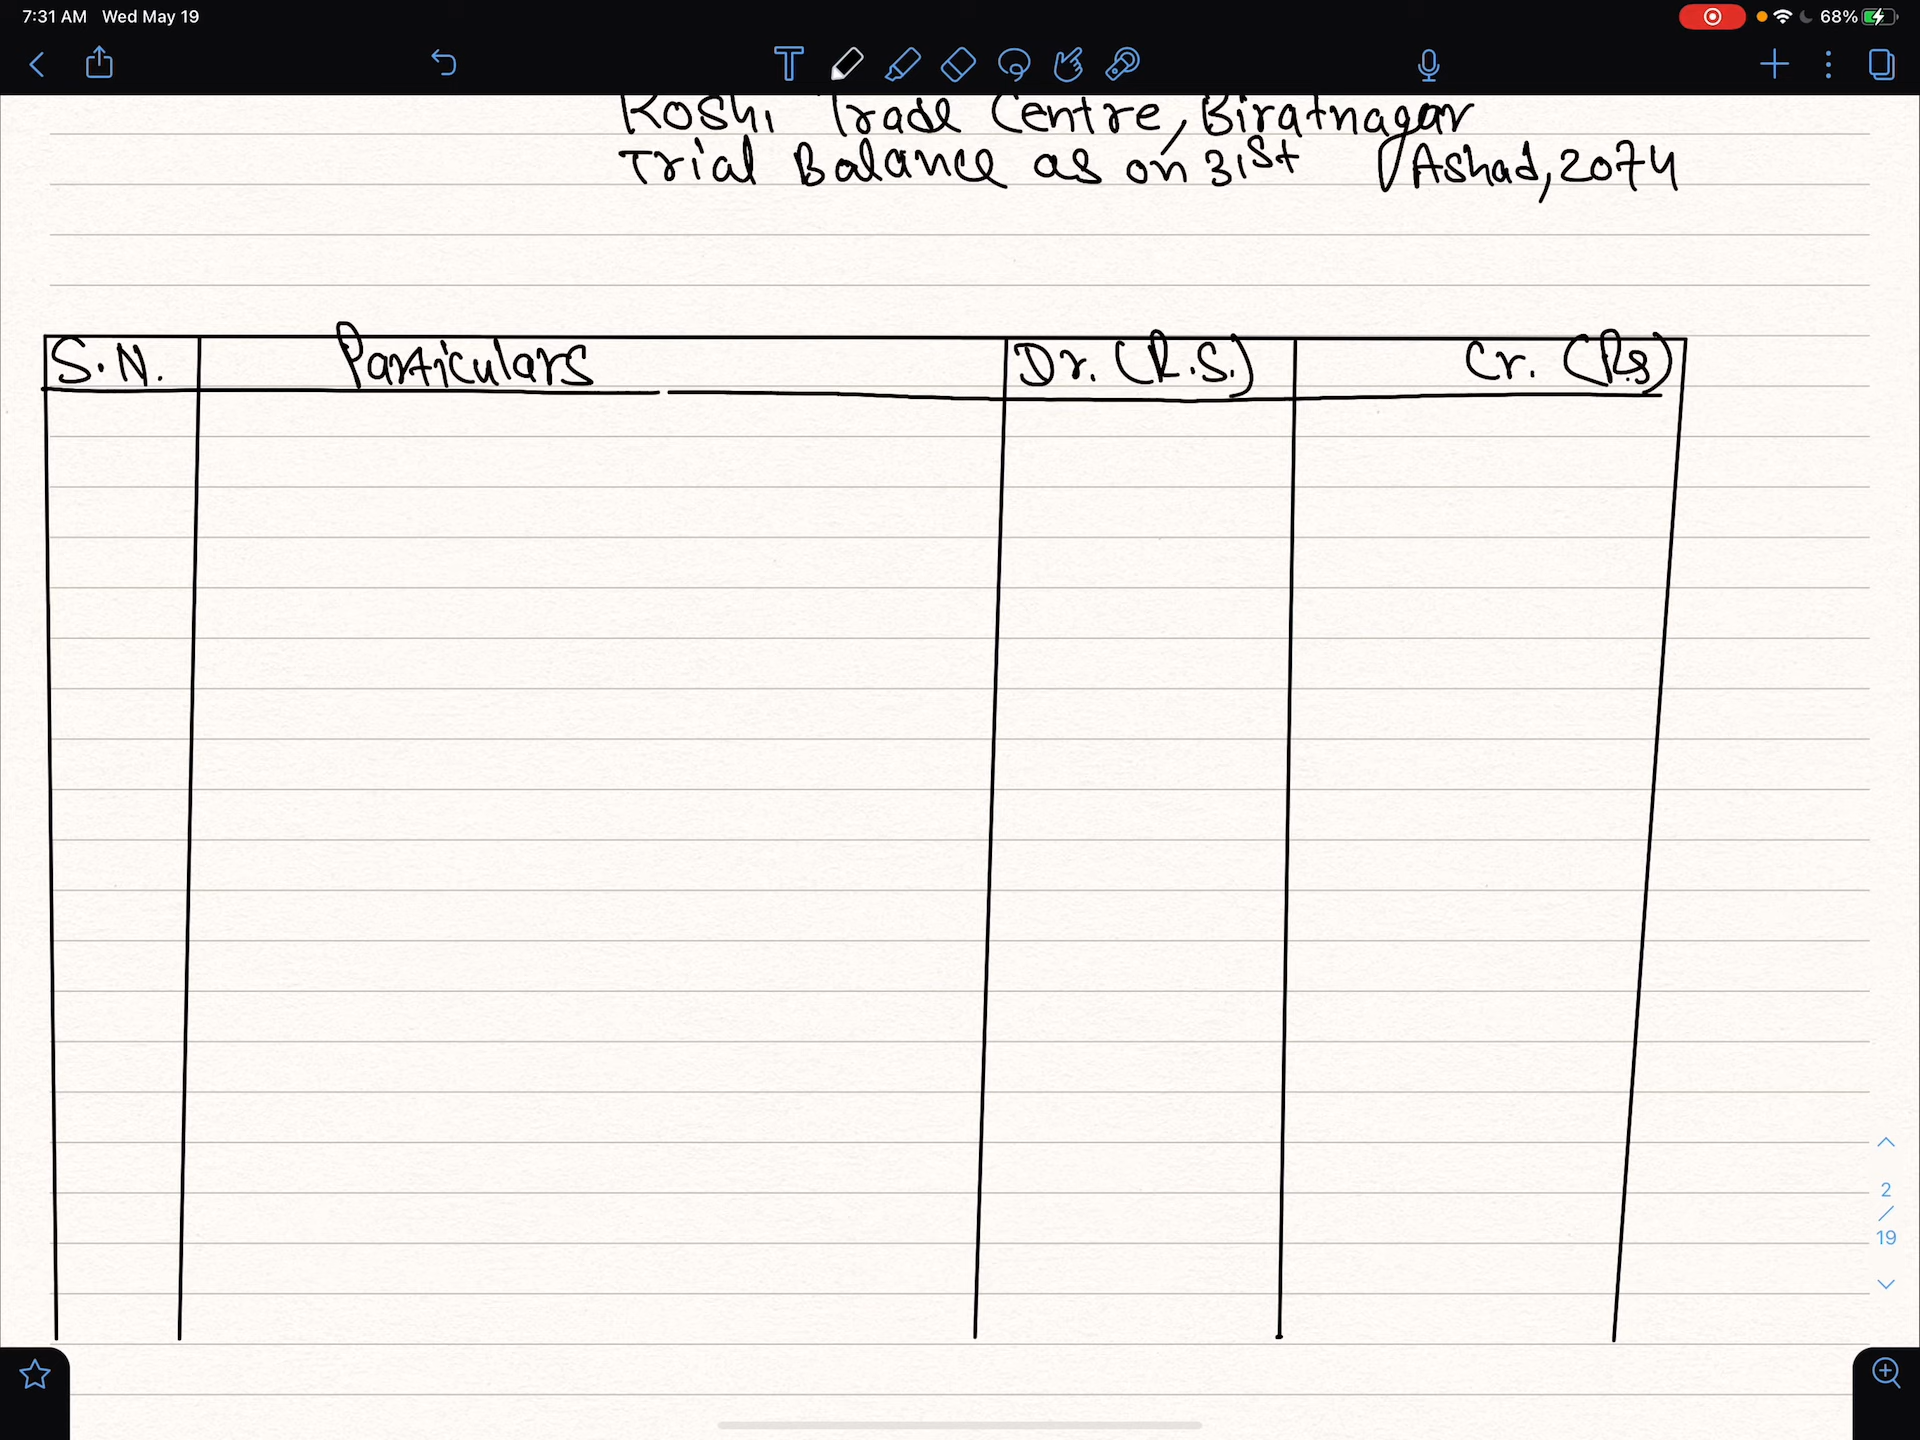 7:31 AM Wed May 19 68%
Koshi Trade Centre, Biratnagar
Trial Balance as on 31st Ashad, 2074
S.N. Particulars Dr. (R.S.) Cr. (Rs)
2
/
19